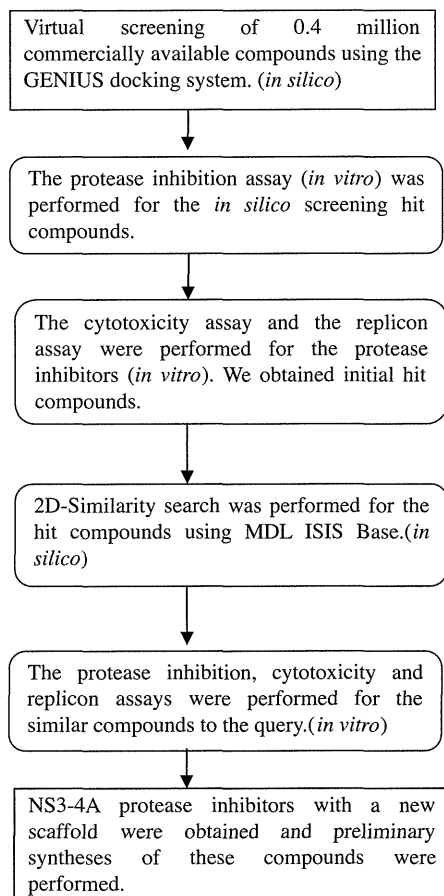 Virtual screening of 0.4 million
commercially available compounds using the
GENIUS docking system. (in silico)
The protease inhibition assay (in vitro) was
performed for the in silico screening hit
compounds.
The cytotoxicity assay and the replicon
assay were performed for the protease
inhibitors (in vitro). We obtained initial hit
compounds.
2D-Similarity search was performed for the
hit compounds using MDL ISIS Base.(in
silico)
The protease inhibition, cytotoxicity and
replicon assays were performed for the
similar compounds to the query.(in vitro)
NS3-4A protease inhibitors with a new
scaffold were obtained and preliminary
syntheses of these compounds were
performed.